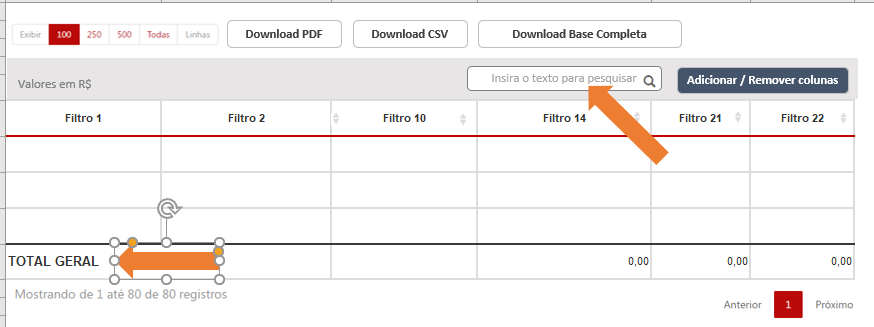 Exibir 100 250 500 Todas Linhas Download PDF Download CSV Download Base Completa
Valores em R$ Insira o texto para pesquisar Adicionar / Remover colunas
Filtro 1 Filtro 2 Filtro 10 Filtro 14 Filtro 21 Filtro 22
TOTAL GERAL 0,00 0,00 0,00
Mostrando de 1 até 80 de 80 registros
Anterior 1 Próximo